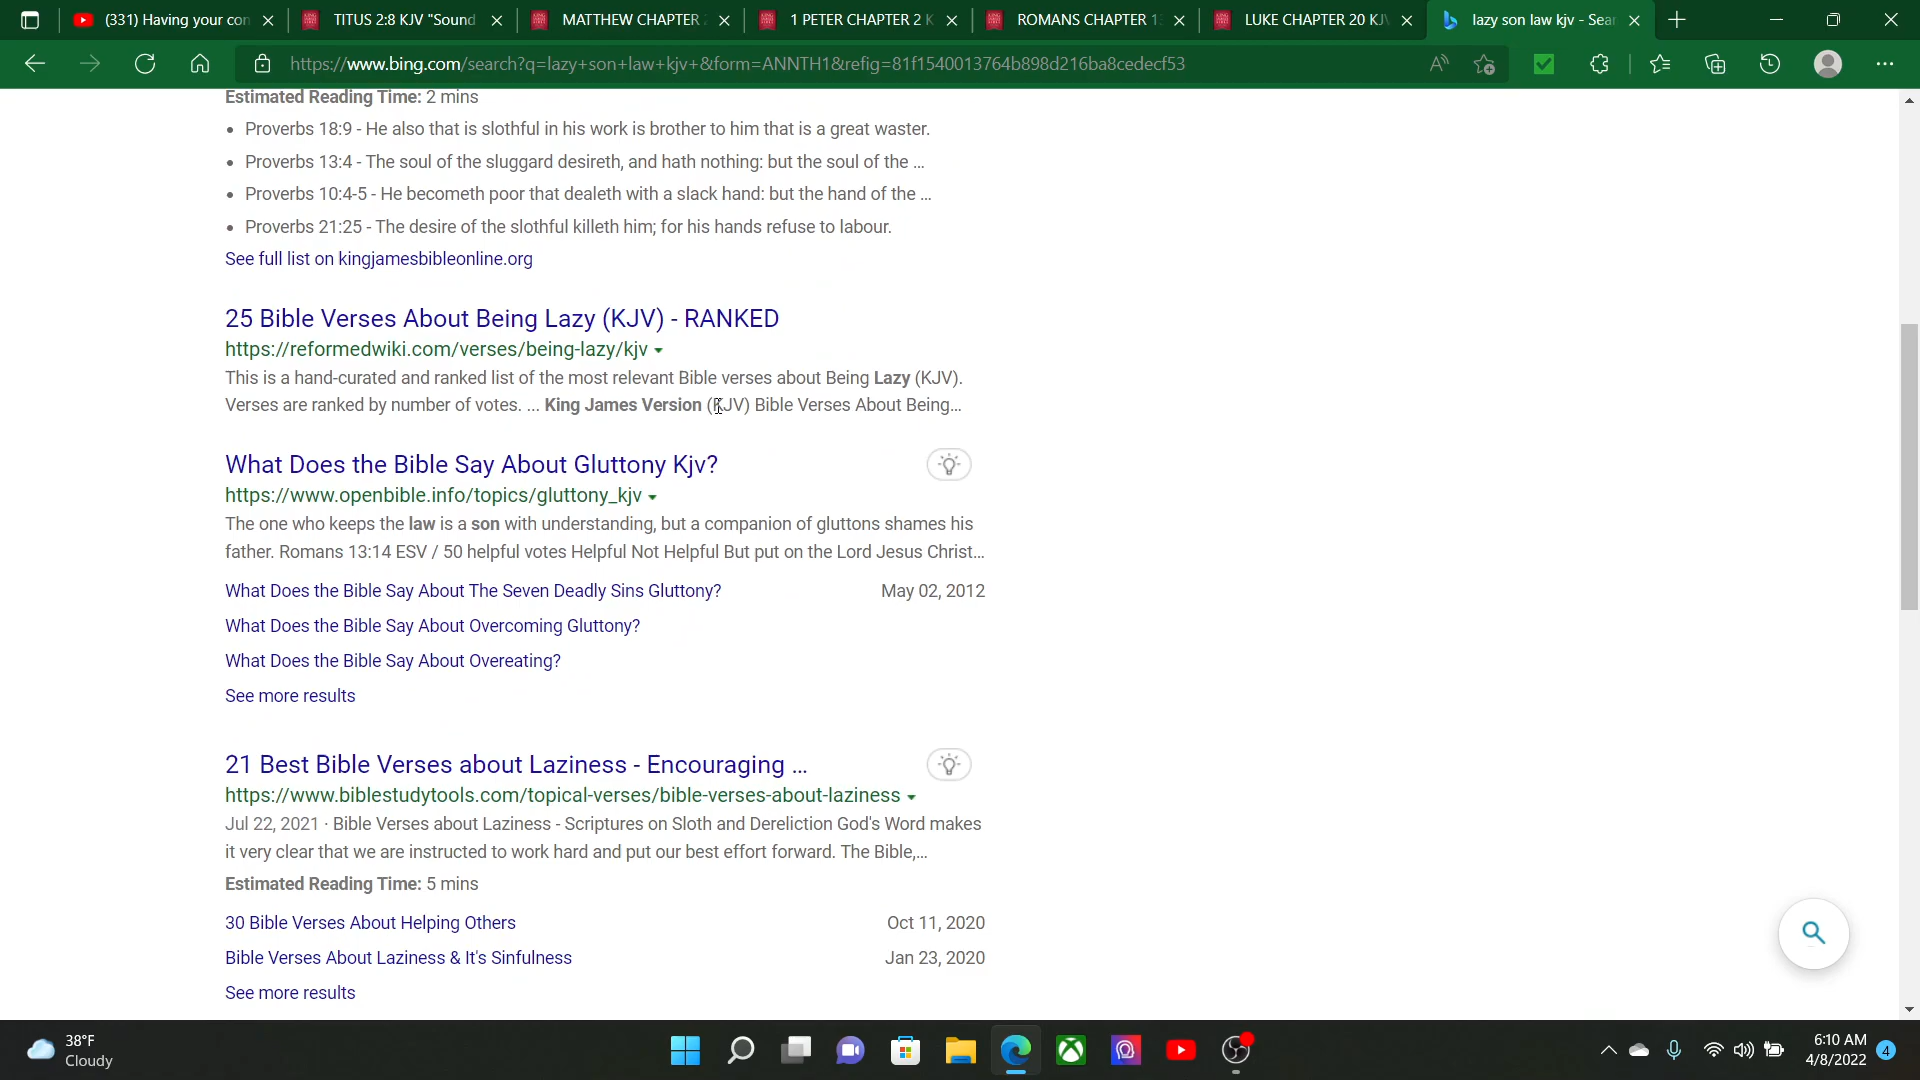 (331) Having your con
TITUS 2:8 KJV "Sound
MATTHEW CHAPTER 2
1 PETER CHAPTER 2 K
ROMANS CHAPTER 1
LUKE CHAPTER 20 KJV
lazy son law kjv - Sear
https://www.bing.com/search?q=lazy+son+law+kjv+&form=ANNTH1&refig=81f1540013764b898d216ba8cedecf53
Estimated Reading Time: 2 mins
Proverbs 18:9 - He also that is slothful in his work is brother to him that is a great waster.
Proverbs 13:4 - The soul of the sluggard desireth, and hath nothing: but the soul of the ...
Proverbs 10:4-5 - He becometh poor that dealeth with a slack hand: but the hand of the ...
Proverbs 21:25 - The desire of the slothful killeth him; for his hands refuse to labour.
See full list on kingjamesbibleonline.org
25 Bible Verses About Being Lazy (KJV) - RANKED
https://reformedwiki.com/verses/being-lazy/kjv
This is a hand-curated and ranked list of the most relevant Bible verses about Being Lazy (KJV).
Verses are ranked by number of votes. ... King James Version (KJV) Bible Verses About Being...
What Does the Bible Say About Gluttony Kjv?
https://www.openbible.info/topics/gluttony_kjv
The one who keeps the law is a son with understanding, but a companion of gluttons shames his
father. Romans 13:14 ESV / 50 helpful votes Helpful Not Helpful But put on the Lord Jesus Christ...
What Does the Bible Say About The Seven Deadly Sins Gluttony? May 02, 2012
What Does the Bible Say About Overcoming Gluttony?
What Does the Bible Say About Overeating?
See more results
21 Best Bible Verses about Laziness - Encouraging ...
https://www.biblestudytools.com/topical-verses/bible-verses-about-laziness
Jul 22, 2021 · Bible Verses about Laziness - Scriptures on Sloth and Dereliction God's Word makes
it very clear that we are instructed to work hard and put our best effort forward. The Bible,...
Estimated Reading Time: 5 mins
30 Bible Verses About Helping Others Oct 11, 2020
Bible Verses About Laziness & It's Sinfulness Jan 23, 2020
See more results
38°F
Cloudy
6:10 AM
4/8/2022
4